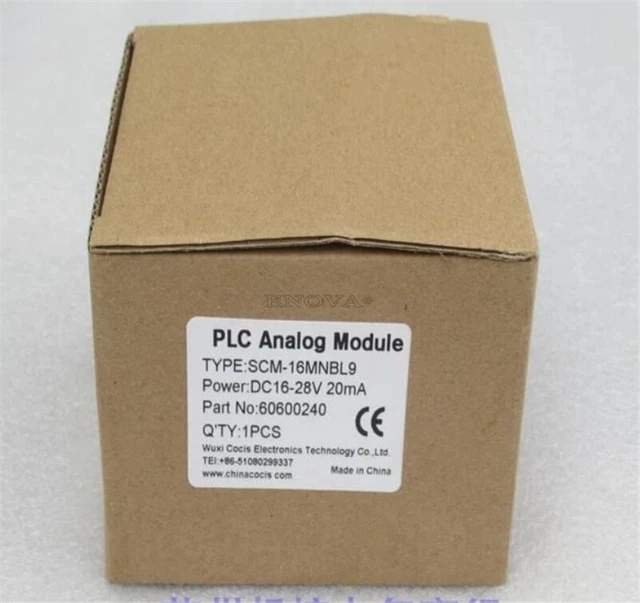 ENOVA®
PLC Analog Module
TYPE:SCM-16MNBL9
Power:DC16-28V 20mA
Part No:60600240
CE
Q'TY:1PCS
Wuxi Cocis Electronics Technology Co.,Ltd.
TEl:+86-51080299337
www.chinacocis.com
Made in China